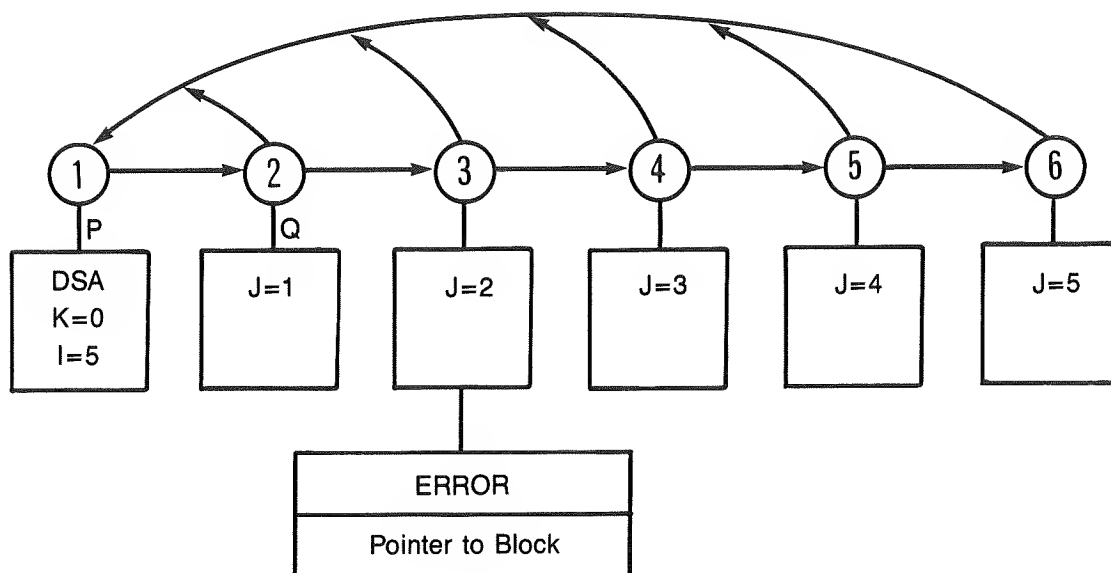 1
2
3
4
5
6
P
Q
DSA
K=0
I=5
J=1
J=2
J=3
J=4
J=5
ERROR
Pointer to Block